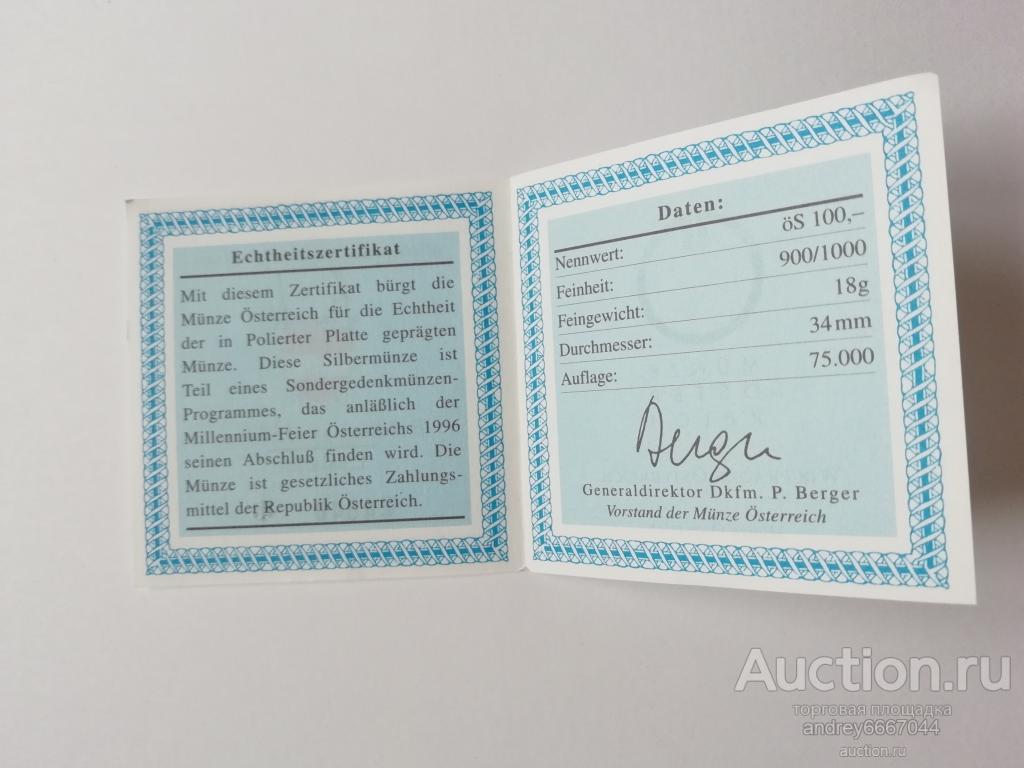 Echtheitszertifikat
Mit diesem Zertifikat bürgt die
Münze Österreich für die Echtheit
der in Polierter Platte geprägten
Münze. Diese Silbermünze ist
Teil eines Sondergedenkmünzen-
Programmes, das anläßlich der
Millennium-Feier Österreichs 1996
seinen Abschluß finden wird. Die
Münze ist gesetzliches Zahlungs-
mittel der Republik Österreich.
Daten:
Nennwert: öS 100,–
Feinheit: 900/1000
Feingewicht: 18g
Durchmesser: 34mm
Auflage: 75.000
Berger
Generaldirektor Dkfm. P. Berger
Vorstand der Münze Österreich
Auction.ru
торговая площадка
andrey6667044
auction.ru